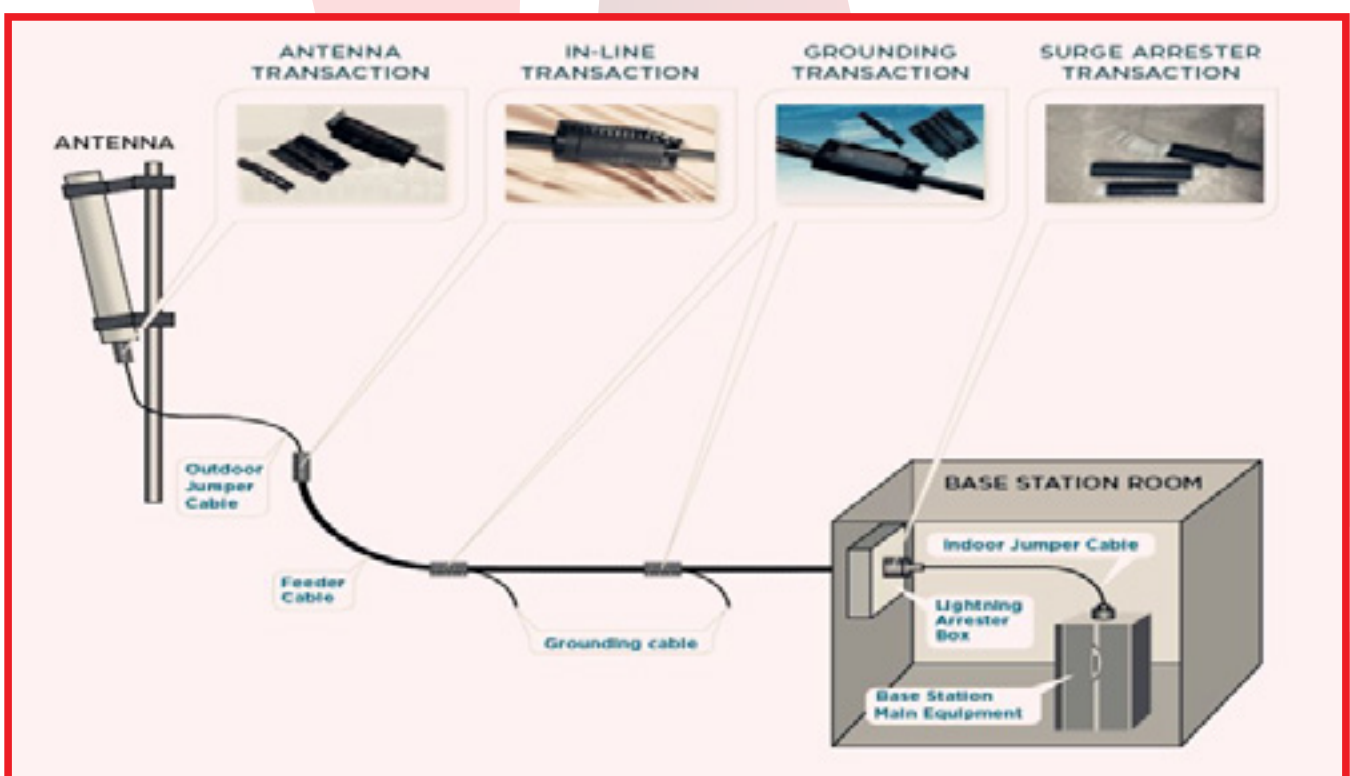 ANTENNA
TRANSACTION
IN-LINE
TRANSACTION
GROUNDING
TRANSACTION
SURGE ARRESTER
TRANSACTION
ANTENNA
Outdoor
Jumper
Cable
Feeder
Cable
Grounding cable
BASE STATION ROOM
Indoor Jumper Cable
Lightning
Arrester
Box
Base Station
Main Equipment